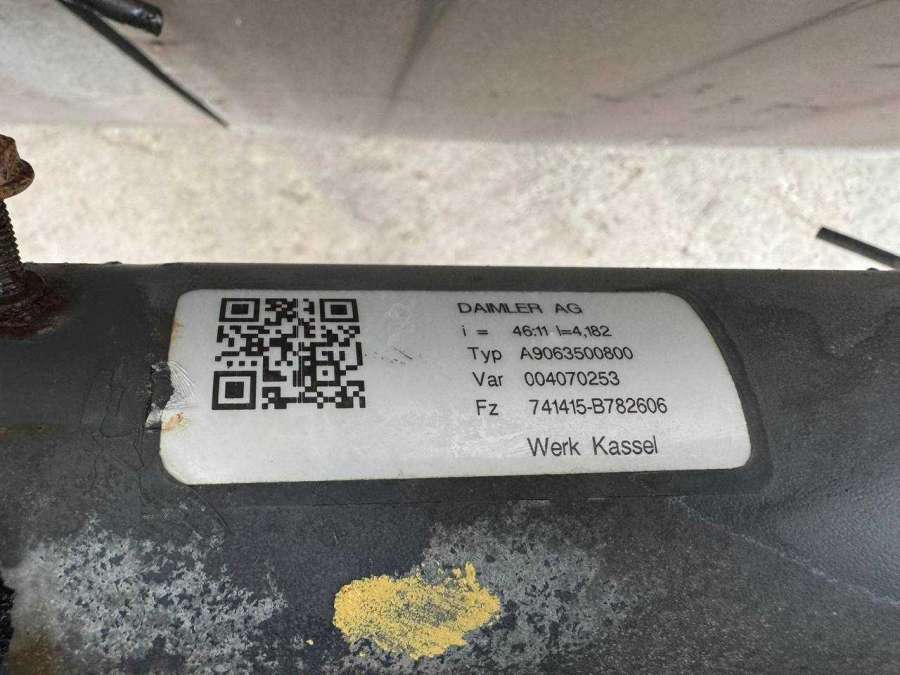 DAIMLER AG
i = 46:11 I=4,182
Typ A9063500800
Var 004070253
Fz 741415-B782606
Werk Kassel